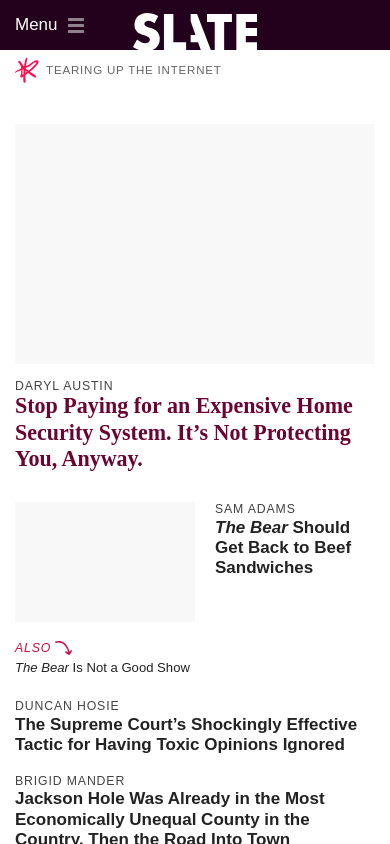 Menu
SLATE
TEARING UP THE INTERNET
DARYL AUSTIN
Stop Paying for an Expensive Home
Security System. It’s Not Protecting
You, Anyway.
SAM ADAMS
The Bear Should
Get Back to Beef
Sandwiches
ALSO
The Bear Is Not a Good Show
DUNCAN HOSIE
The Supreme Court’s Shockingly Effective
Tactic for Having Toxic Opinions Ignored
BRIGID MANDER
Jackson Hole Was Already in the Most
Economically Unequal County in the
Country. Then the Road Into Town